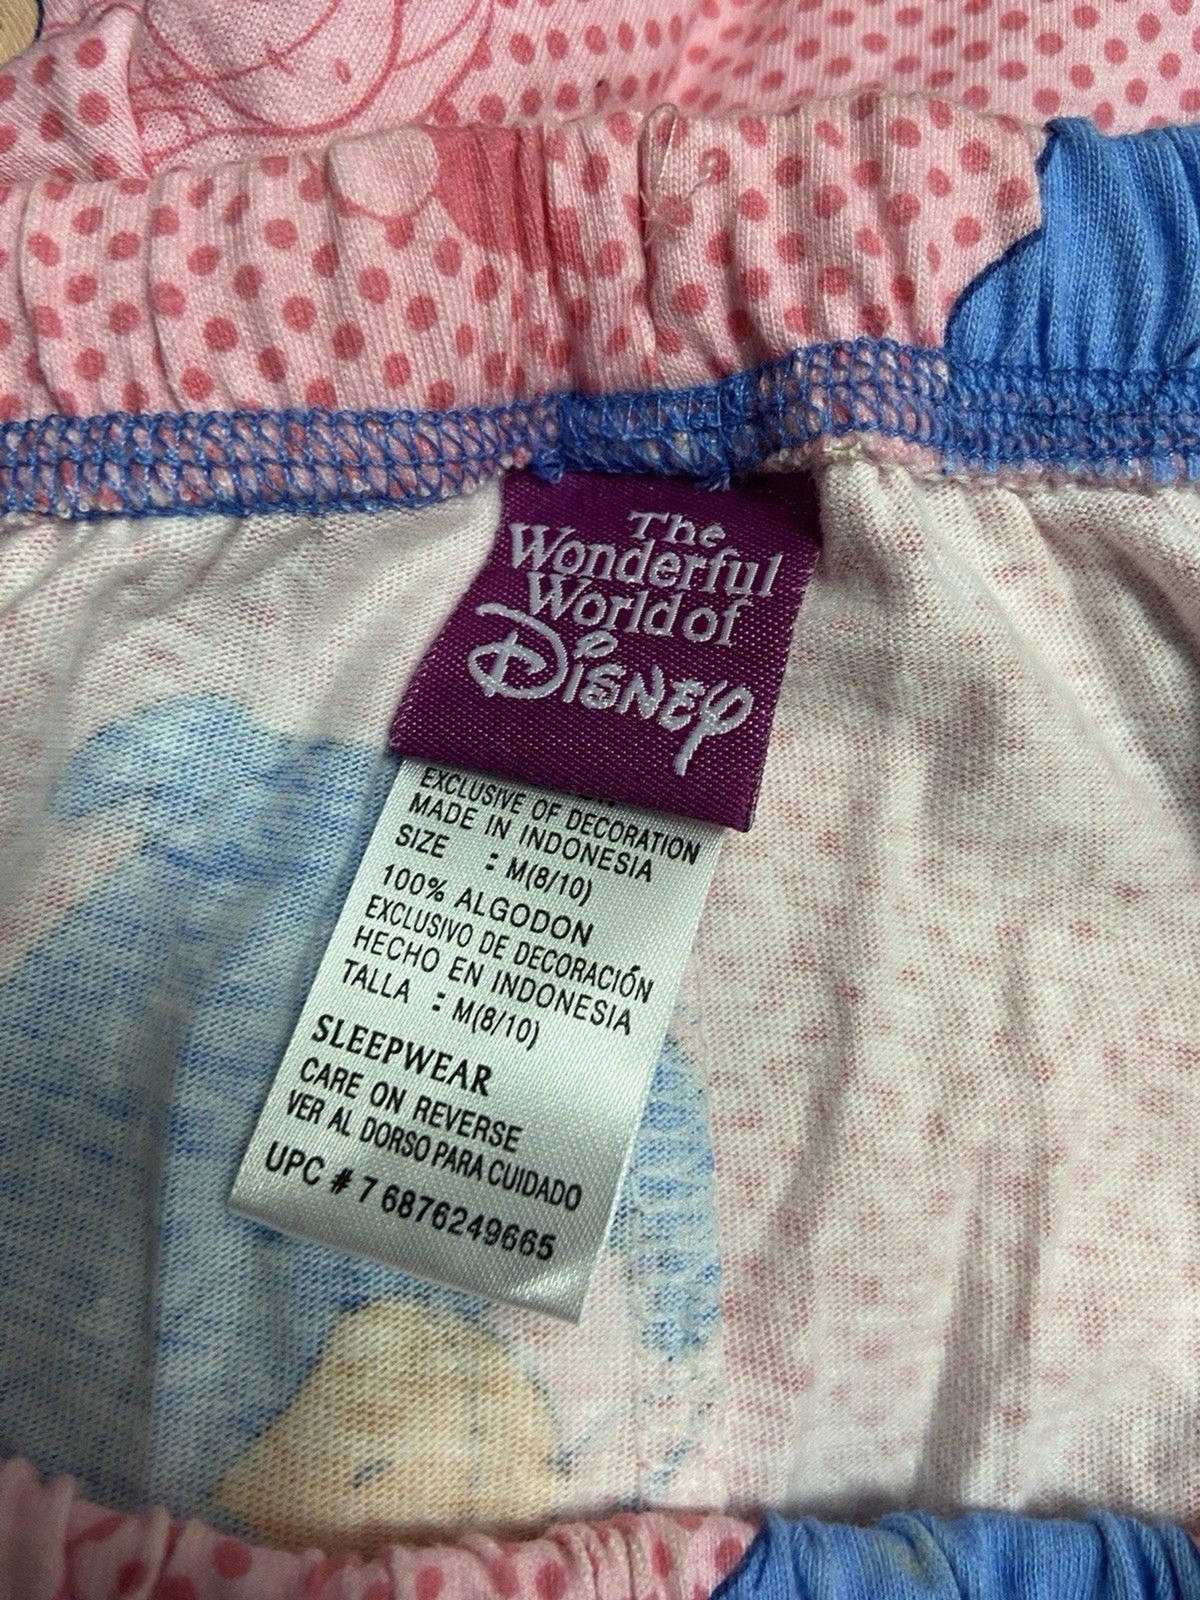 The
Wonderful
World of
Disney
EXCLUSIVE OF DECORATION
MADE IN INDONESIA
SIZE : M(8/10)
100% ALGODON
EXCLUSIVO DE DECORACIÓN
HECHO EN INDONESIA
TALLA : M(8/10)
SLEEPWEAR
CARE ON REVERSE
VER AL DORSO PARA CUIDADO
UPC # 7 6876249665